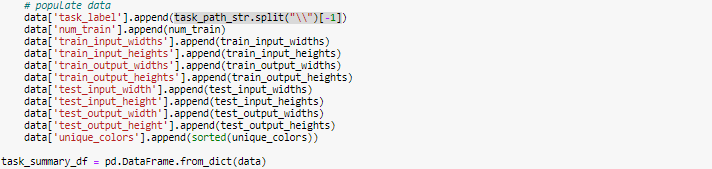 # populate data
data['task_label'].append(task_path_str.split("\\")[-1])
data['num_train'].append(num_train)
data['train_input_widths'].append(train_input_widths)
data['train_input_heights'].append(train_input_heights)
data['train_output_widths'].append(train_output_widths)
data['train_output_heights'].append(train_output_heights)
data['test_input_width'].append(test_input_widths)
data['test_input_height'].append(test_input_heights)
data['test_output_width'].append(test_output_widths)
data['test_output_height'].append(test_output_heights)
data['unique_colors'].append(sorted(unique_colors))
task_summary_df = pd.DataFrame.from_dict(data)